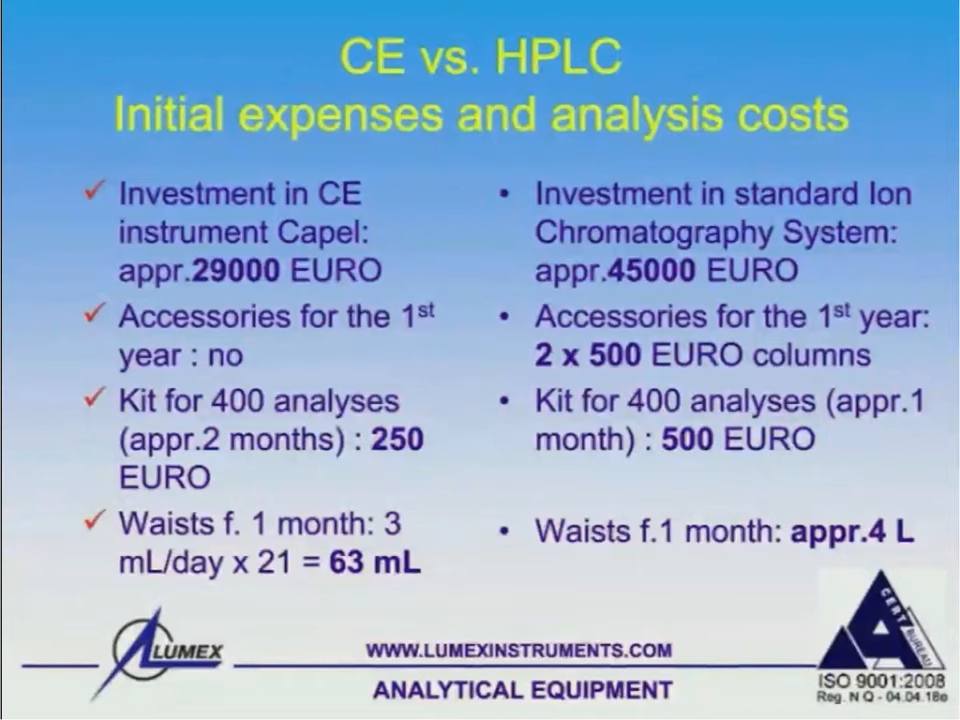 CE vs. HPLC
Initial expenses and analysis costs
✓ Investment in CE
instrument Capel:
appr.29000 EURO
✓ Accessories for the 1st
year : no
✓ Kit for 400 analyses
(appr.2 months) : 250
EURO
✓ Waists f. 1 month: 3
mL/day x 21 = 63 mL
• Investment in standard Ion
Chromatography System:
appr.45000 EURO
• Accessories for the 1st year:
2 x 500 EURO columns
• Kit for 400 analyses (appr.1
month) : 500 EURO
• Waists f.1 month: appr.4 L
LUMEX
WWW.LUMEXINSTRUMENTS.COM
ANALYTICAL EQUIPMENT
CERT BUREAU
ISO 9001:2008
Reg. N Q - 04.04.18e